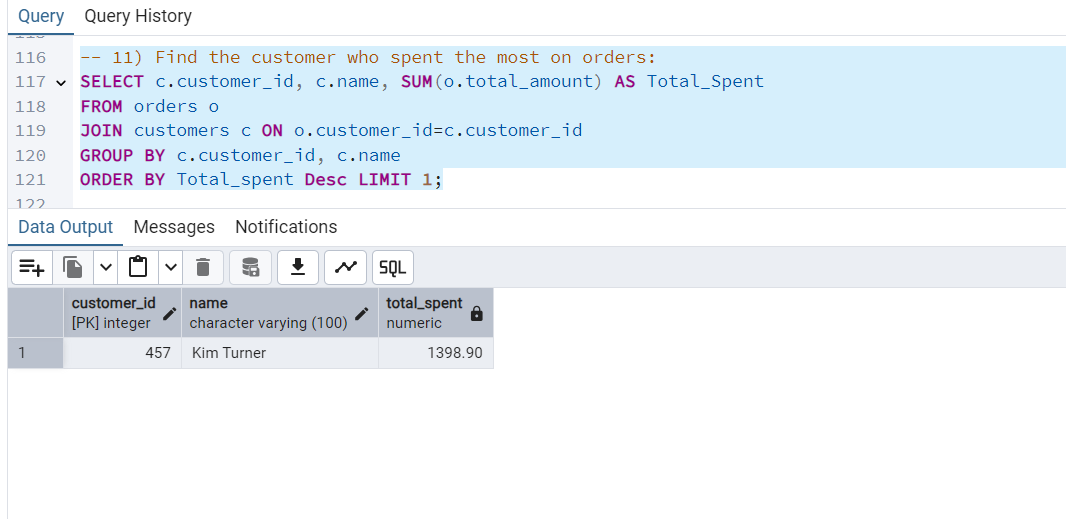 Query Query History
116 -- 11) Find the customer who spent the most on orders:
117 SELECT c.customer_id, c.name, SUM(o.total_amount) AS Total_Spent
118 FROM orders o
119 JOIN customers c ON o.customer_id=c.customer_id
120 GROUP BY c.customer_id, c.name
121 ORDER BY Total_spent Desc LIMIT 1;
122
Data Output Messages Notifications
SQL
customer_id name total_spent
[PK] integer character varying (100) numeric
1 457 Kim Turner 1398.90